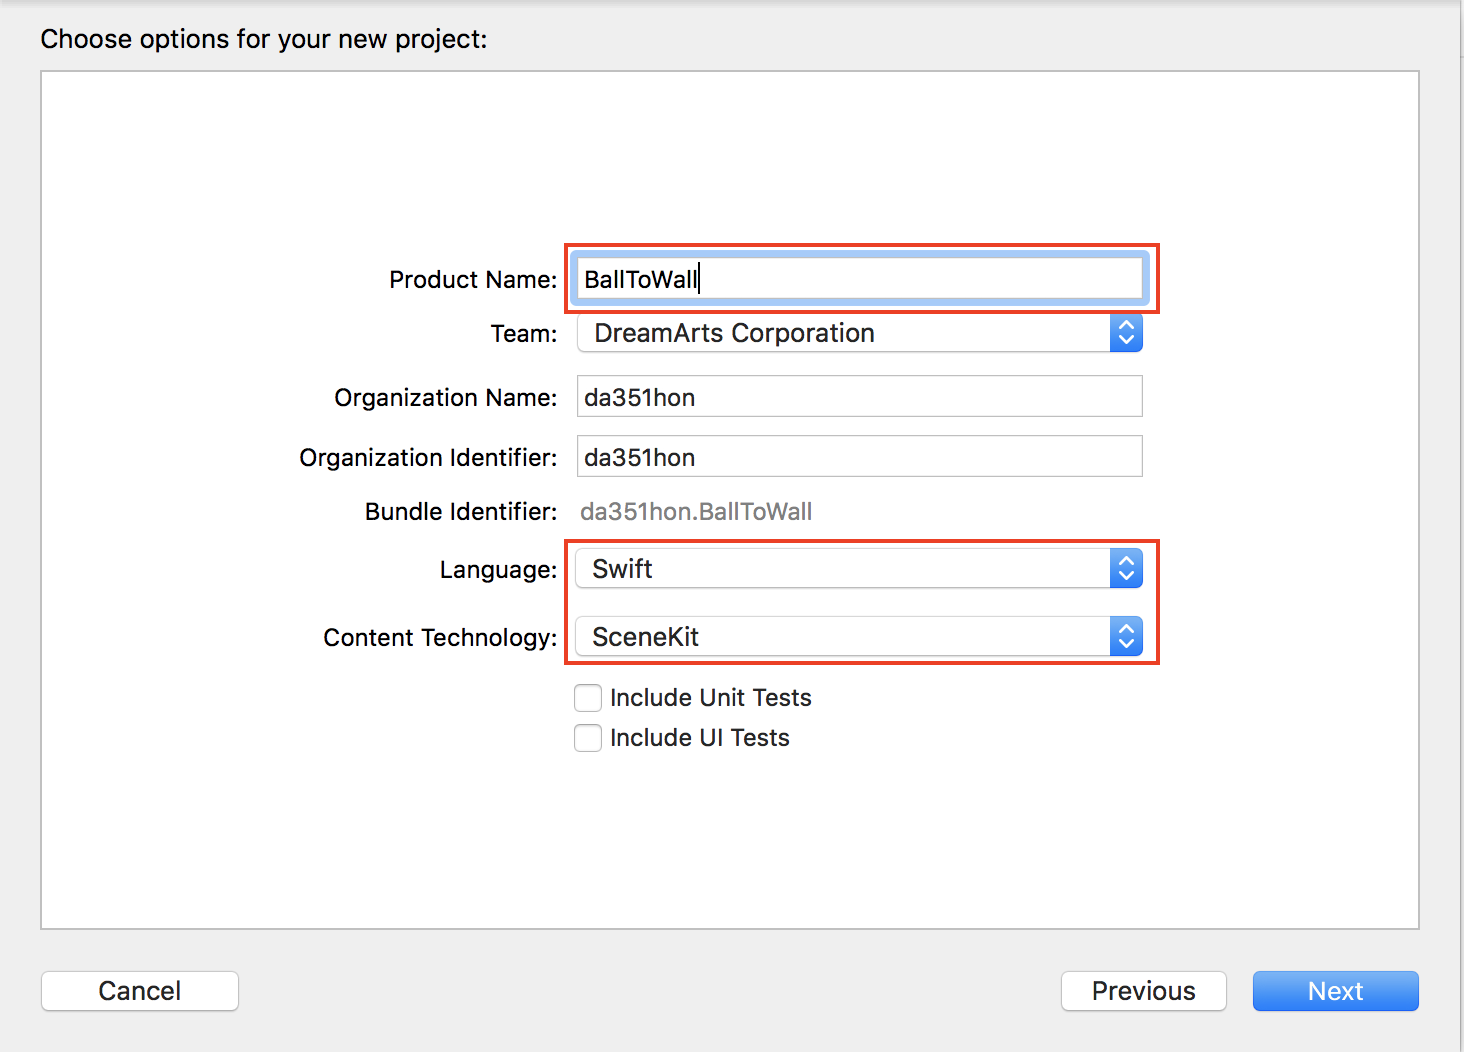 Choose options for your new project:
Product Name: BallToWall
Team: DreamArts Corporation
Organization Name: da351hon
Organization Identifier: da351hon
Bundle Identifier: da351hon.BallToWall
Language: Swift
Content Technology: SceneKit
Include Unit Tests
Include UI Tests
Cancel Previous Next